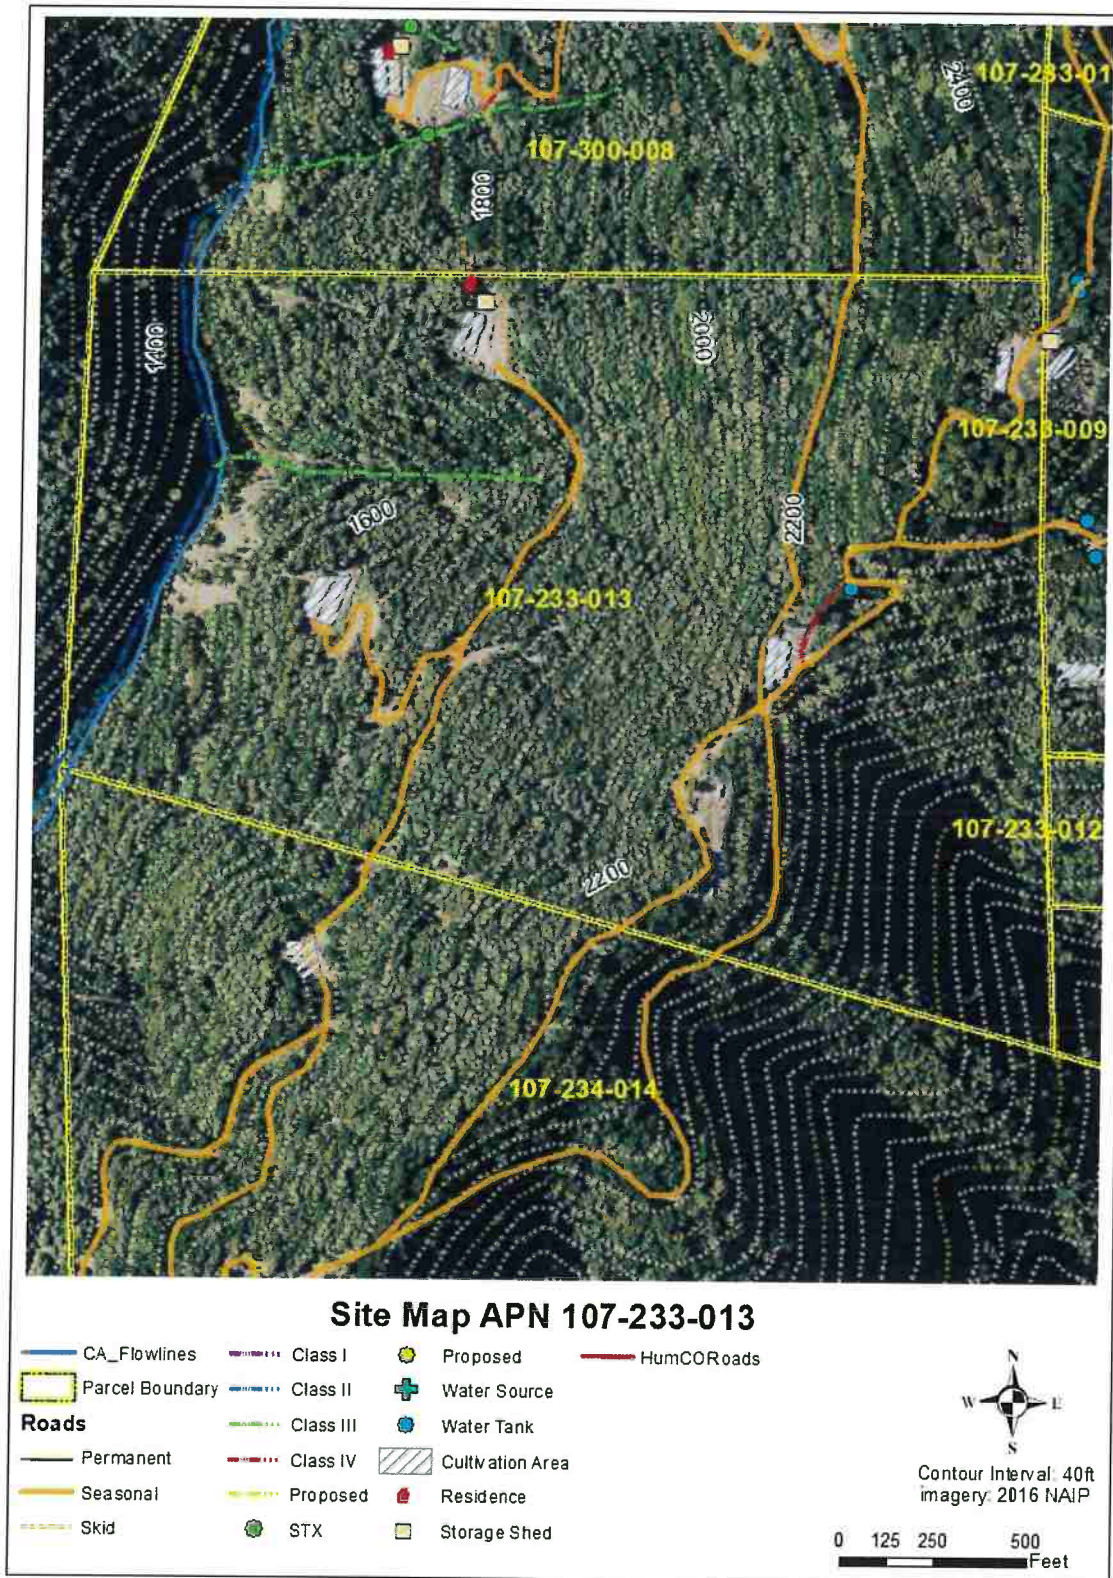 2400
107-233-01
107-300-008
1800
1400
2000
107-233-009
1600
2200
107-233-013
107-233-012
2200
107-234-014
Site Map APN 107-233-013
CA_Flowlines
Parcel Boundary
Roads
Permanent
Seasonal
Skid
Class I
Class II
Class III
Class IV
Proposed
STX
Proposed
Water Source
Water Tank
Cultivation Area
Residence
Storage Shed
HumCORoads
N
W E
S
Contour Interval: 40ft
imagery: 2016 NAIP
0 125 250 500
Feet